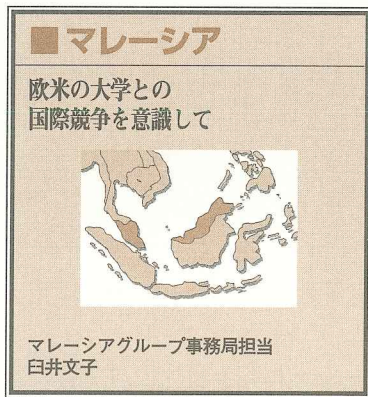 ■マレーシア
欧米の大学との
国際競争を意識して
マレーシアグループ事務局担当
臼井文子